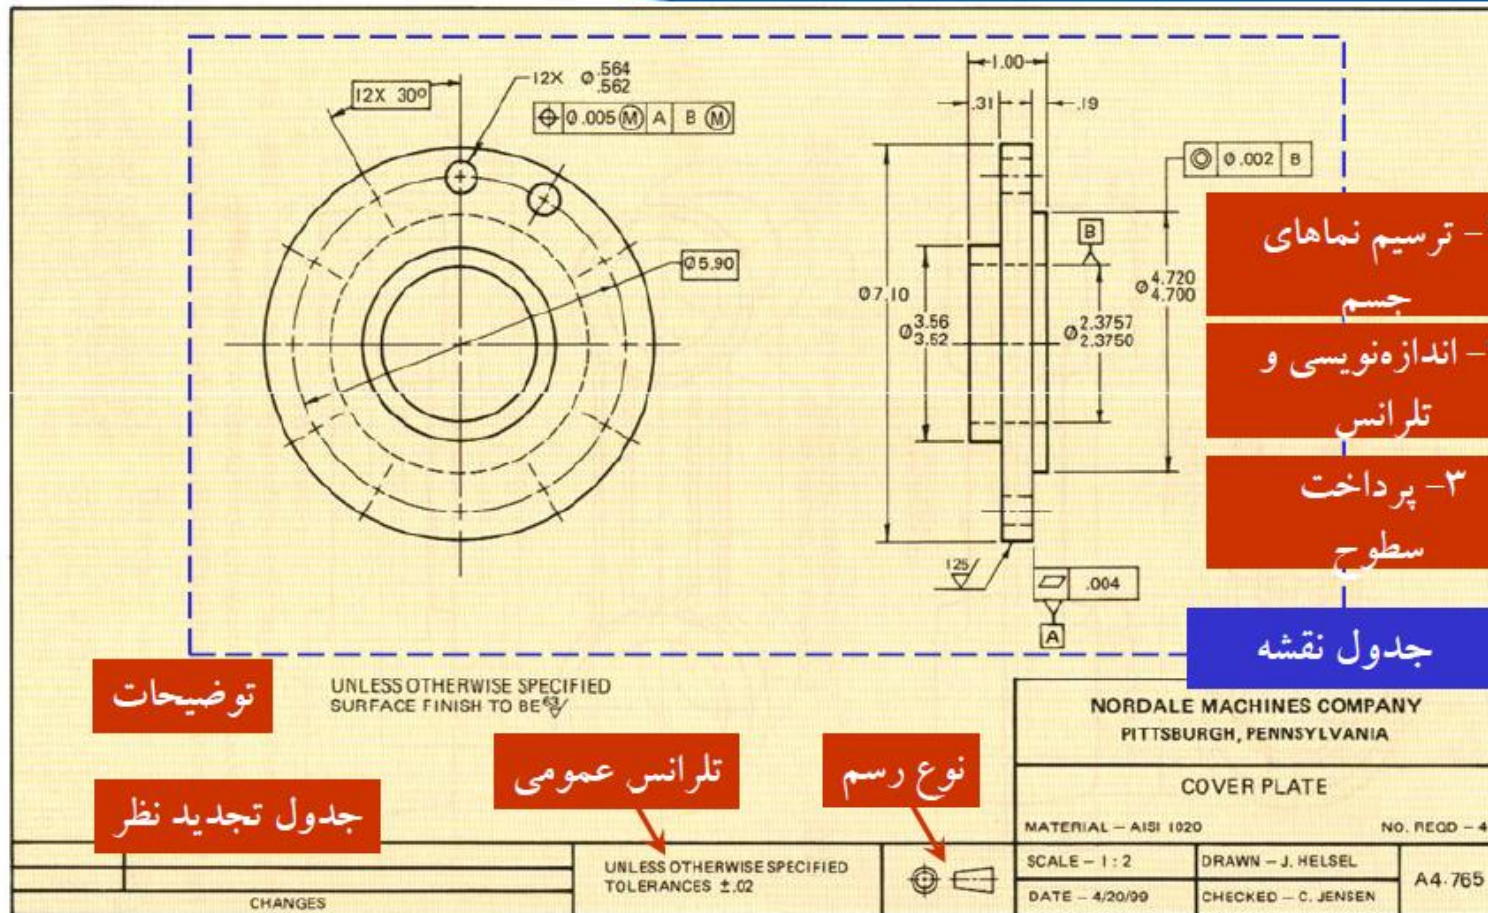 12X 30°
12X Ø .564
.562
⌖ Ø.005 Ⓜ A B Ⓜ
Ø5.90
1.00
.31
.19
◎ Ø.002 B
B
Ø7.10
Ø 3.56
3.52
Ø 2.3757
2.3750
Ø 4.720
4.700
125
⏥ .004
A
- ترسیم نماهای
جسم
- اندازه‌نویسی و
تلرانس
۳- پرداخت
سطوح
جدول نقشه
توضیحات
UNLESS OTHERWISE SPECIFIED
SURFACE FINISH TO BE 63
تلرانس عمومی
نوع رسم
جدول تجدید نظر
NORDALE MACHINES COMPANY
PITTSBURGH, PENNSYLVANIA
COVER PLATE
MATERIAL – AISI 1020
NO. REQD – 4
UNLESS OTHERWISE SPECIFIED
TOLERANCES ±.02
SCALE – 1 : 2
DRAWN – J. HELSEL
A4-765
CHANGES
DATE – 4/20/99
CHECKED – C. JENSEN